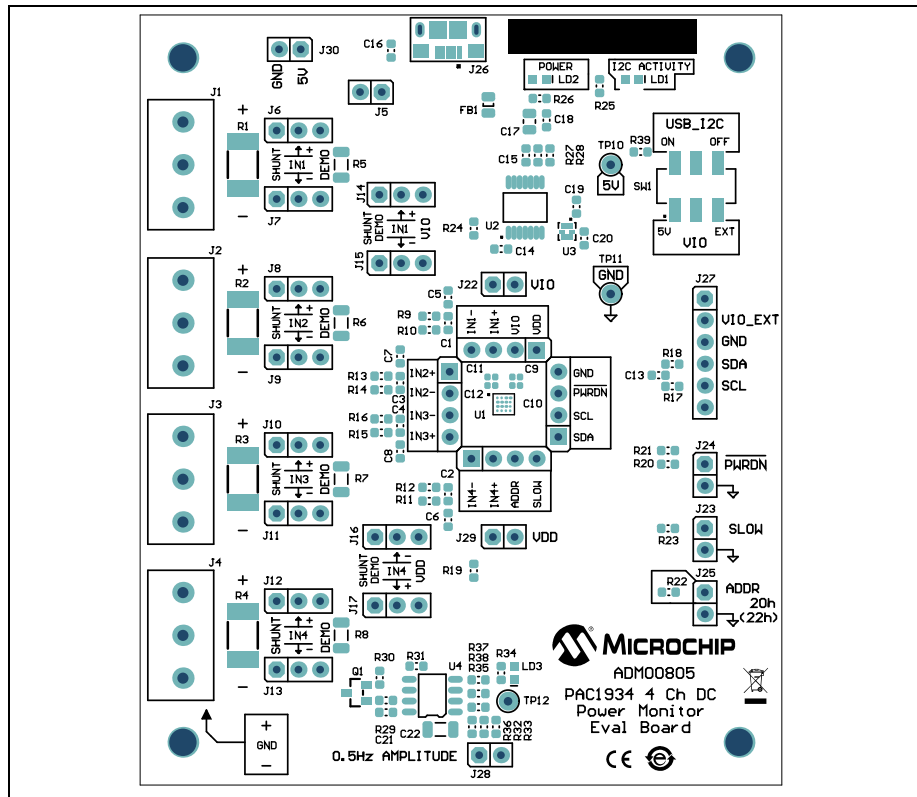 J30
GND
5V
C16
J26
POWER
LD2
I2C ACTIVITY
LD1
J1
+
R1
−
J6
SHUNT
IN1
+
−
DEMO
J7
R5
J5
FB1
R26
R25
C17
C18
C15
R27
R28
TP10
5V
R39
USB_I2C
ON
OFF
SW1
5V
EXT
VIO
J14
SHUNT
DEMO
IN1
−
+
VIO
J15
R24
U2
C14
C19
U3
C20
TP11
GND
J2
+
R2
−
J8
SHUNT
IN2
+
−
DEMO
J9
R6
J22
VIO
J27
VIO_EXT
GND
SDA
SCL
C5
R9
R10
C1
IN1-
IN1+
VIO
VDD
C7
R13
R14
C3
C4
R16
R15
C8
IN2+
IN2-
IN3-
IN3+
C11
C9
C12
U1
C10
GND
PWRDN
SCL
SDA
R18
C13
R17
J3
+
R3
−
J10
SHUNT
IN3
+
−
DEMO
J11
R7
C2
R12
R11
C6
IN4-
IN4+
ADDR
SLOW
R21
R20
J24
PWRDN
J23
SLOW
R23
J16
SHUNT
DEMO
IN4
−
+
VDD
J17
J29
VDD
R19
J25
R22
ADDR
20h
(22h)
J4
+
R4
−
J12
SHUNT
IN4
+
−
DEMO
J13
R8
+
GND
−
Q1
R30
R31
U4
R29
C21
C22
R37
R38
R35
R34
LD3
TP12
R36
R32
R33
J28
0.5Hz AMPLITUDE
MICROCHIP
®
ADM00805
PAC1934 4 Ch DC
Power Monitor
Eval Board
CE
e